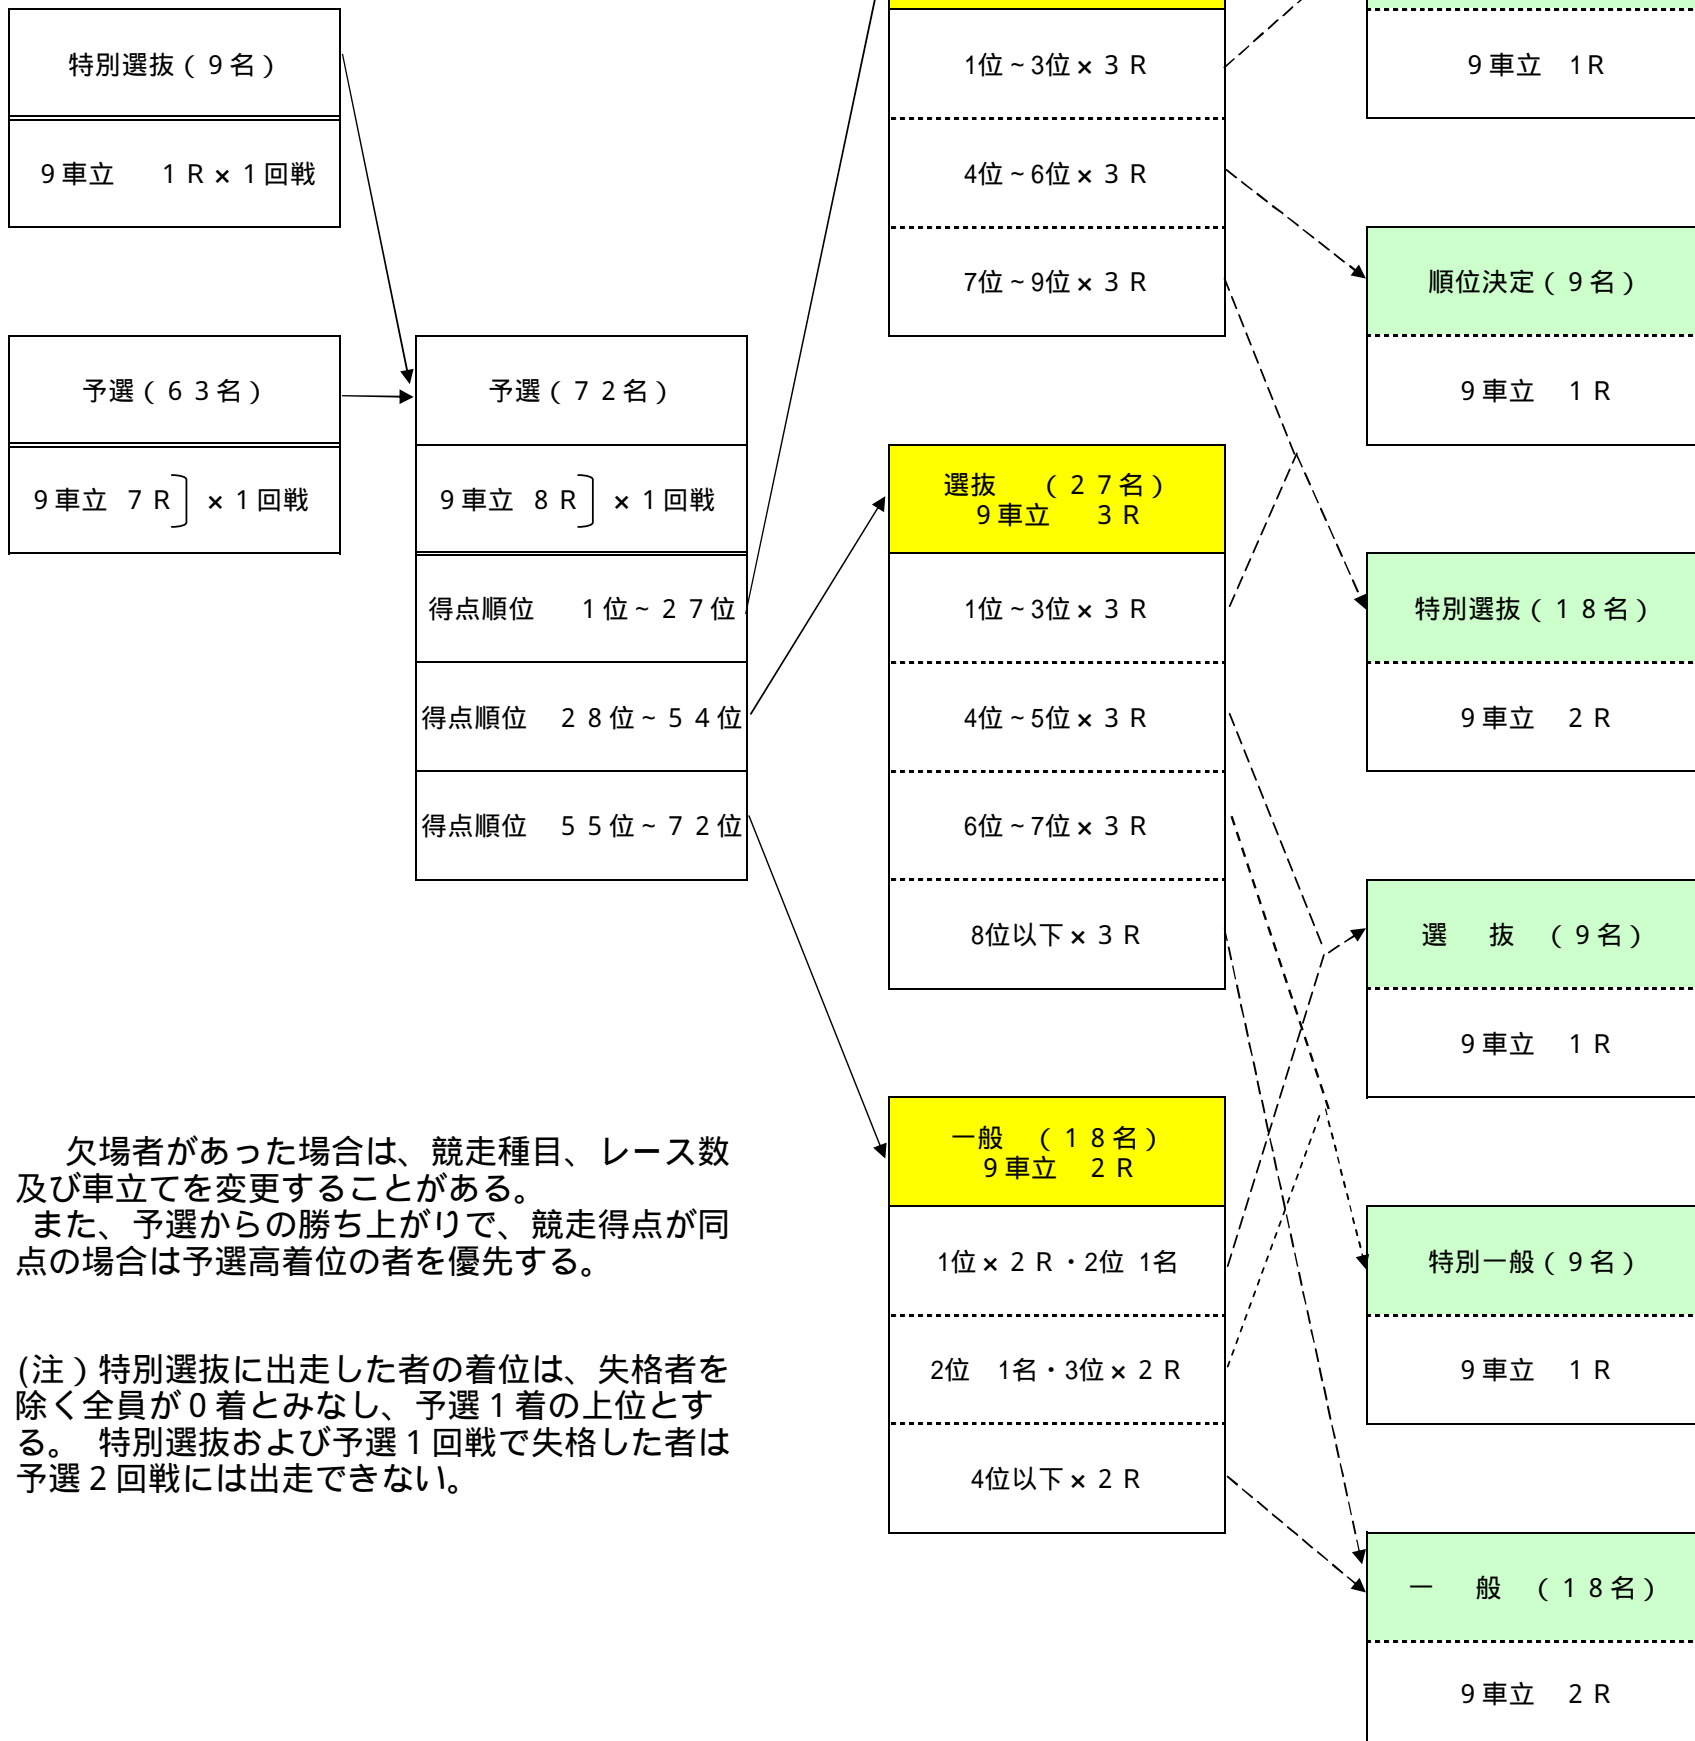 特別選抜（９名）
９車立　１Ｒ×１回戦
予選（６３名）
９車立 ７Ｒ ×１回戦
予選（７２名）
９車立 ８Ｒ ×１回戦
得点順位　１位~２７位
得点順位　２８位~５４位
得点順位　５５位~７２位
1位~3位×３Ｒ
4位~6位×３Ｒ
7位~9位×３Ｒ
選抜　（２７名）
９車立　３Ｒ
1位~3位×３Ｒ
4位~5位×３Ｒ
6位~7位×３Ｒ
8位以下×３Ｒ
一般　（１８名）
９車立　２Ｒ
1位×２Ｒ・2位 1名
2位　1名・3位×２Ｒ
4位以下×２Ｒ
９車立　１R
順位決定（９名）
９車立　１Ｒ
特別選抜（１８名）
９車立　２Ｒ
選　抜　（９名）
９車立　１Ｒ
特別一般（９名）
９車立　１Ｒ
一　般　（１８名）
９車立　２Ｒ
欠場者があった場合は、競走種目、レース数
及び車立てを変更することがある。
また、予選からの勝ち上がりで、競走得点が同
点の場合は予選高着位の者を優先する。
(注）特別選抜に出走した者の着位は、失格者を
除く全員が０着とみなし、予選１着の上位とす
る。　特別選抜および予選１回戦で失格した者は
予選２回戦には出走できない。